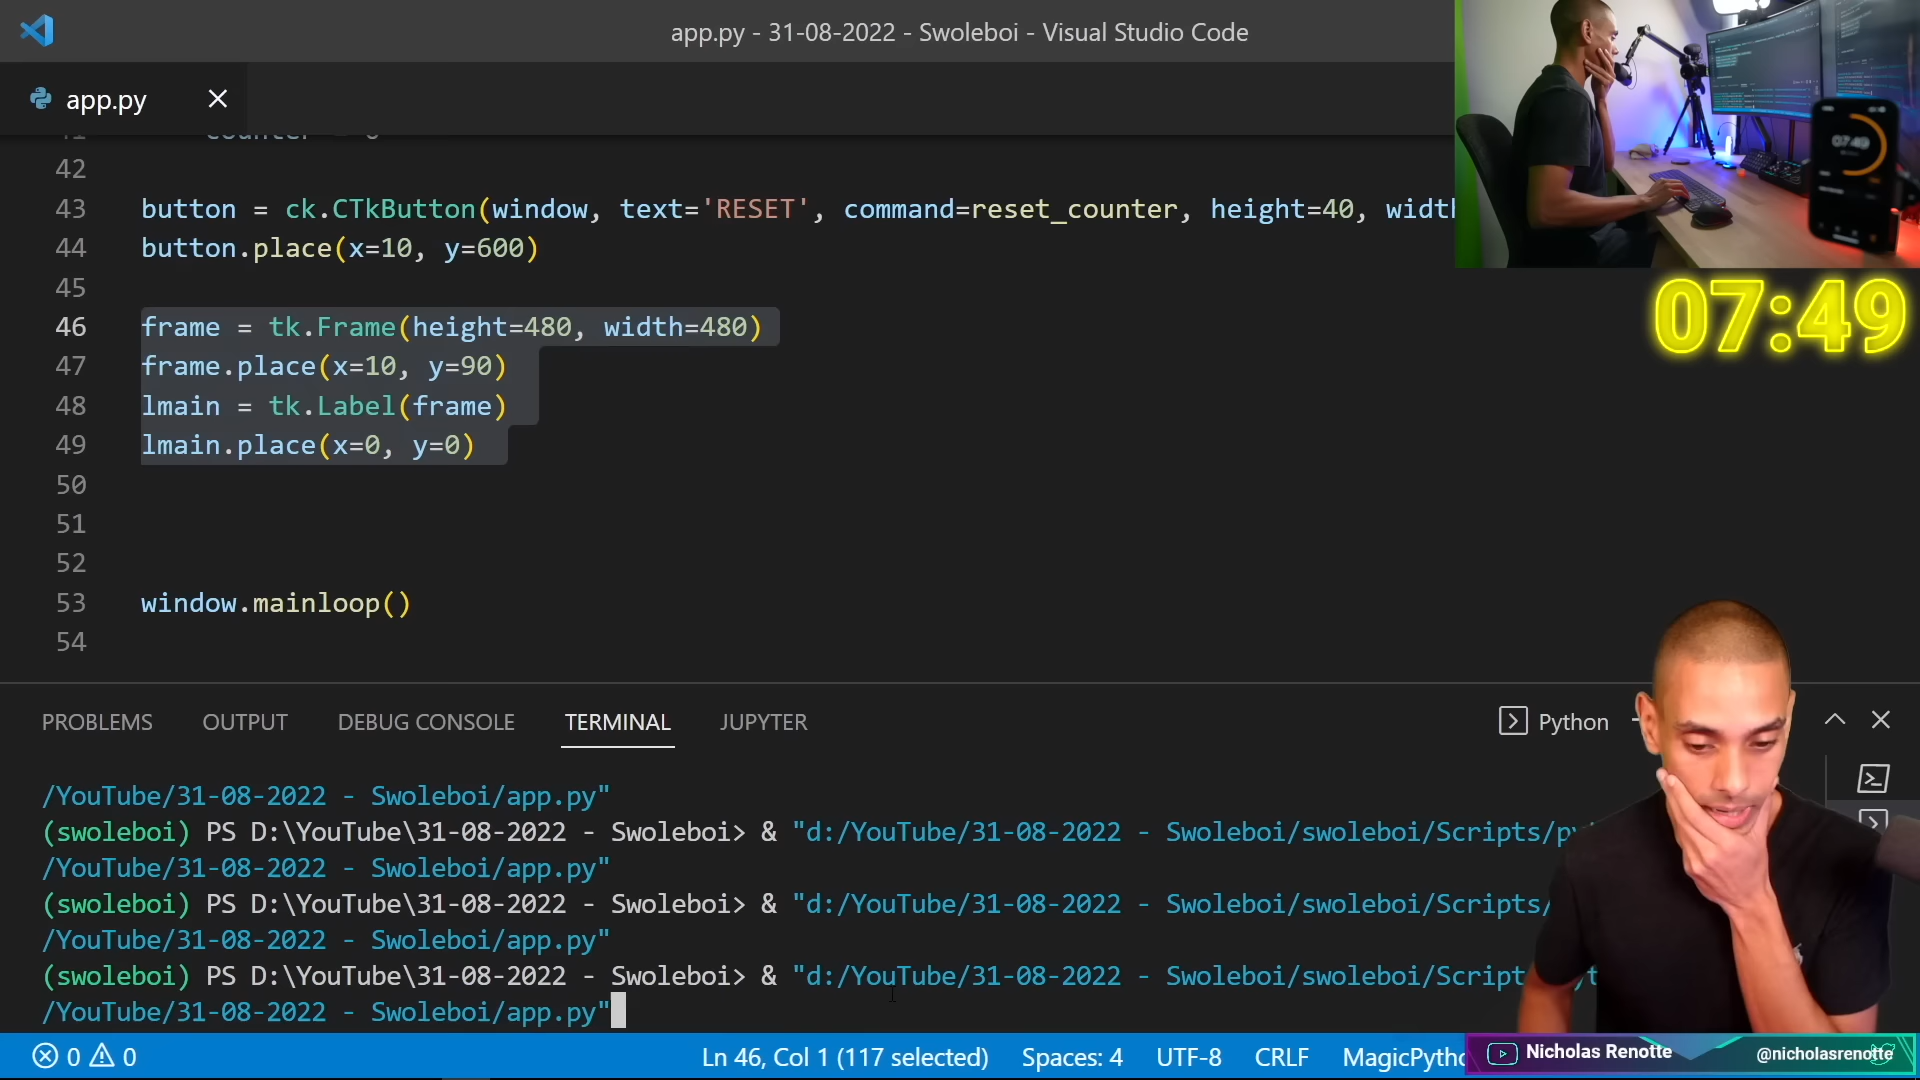 app.py - 31-08-2022 - Swoleboi - Visual Studio Code
app.py
42
43 button = ck.CTkButton(window, text='RESET', command=reset_counter, height=40, width
44 button.place(x=10, y=600)
45
46 frame = tk.Frame(height=480, width=480)
47 frame.place(x=10, y=90)
48 lmain = tk.Label(frame)
49 lmain.place(x=0, y=0)
50
51
52
53 window.mainloop()
54
07:49
07:49
PROBLEMS OUTPUT DEBUG CONSOLE TERMINAL JUPYTER Python
/YouTube/31-08-2022 - Swoleboi/app.py"
(swoleboi) PS D:\YouTube\31-08-2022 - Swoleboi> & "d:/YouTube/31-08-2022 - Swoleboi/swoleboi/Scripts/py
/YouTube/31-08-2022 - Swoleboi/app.py"
(swoleboi) PS D:\YouTube\31-08-2022 - Swoleboi> & "d:/YouTube/31-08-2022 - Swoleboi/swoleboi/Scripts/
/YouTube/31-08-2022 - Swoleboi/app.py"
(swoleboi) PS D:\YouTube\31-08-2022 - Swoleboi> & "d:/YouTube/31-08-2022 - Swoleboi/swoleboi/Script
/YouTube/31-08-2022 - Swoleboi/app.py"
0 0 Ln 46, Col 1 (117 selected) Spaces: 4 UTF-8 CRLF MagicPytho
Nicholas Renotte @nicholasrenotte